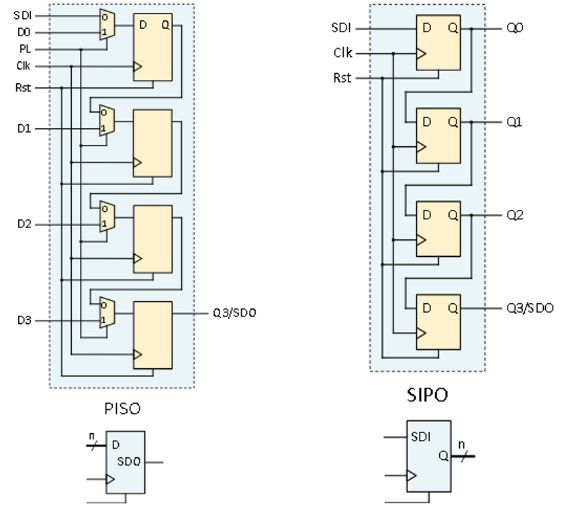 SDI
D0
PL
Clk
Rst
0
1
D Q
D1
0
1
D2
0
1
D3
0
1
Q3/SDO
PISO
n
D
SDO
SDI
Clk
Rst
D Q
Q0
D Q
Q1
D Q
Q2
D Q
Q3/SDO
SIPO
SDI
Q
n